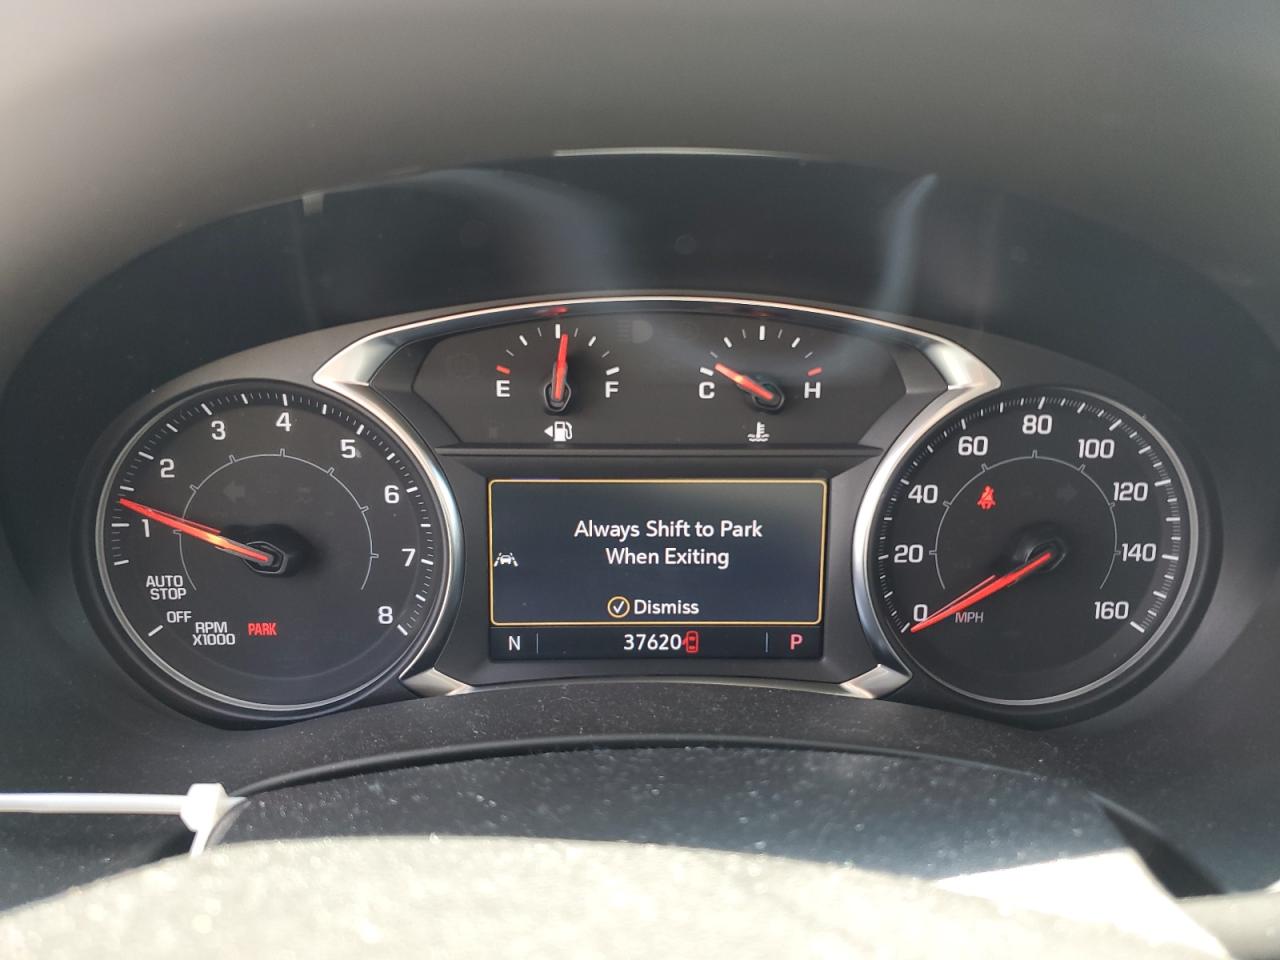 E
F
C
H
1
2
3
4
5
6
7
8
AUTO
STOP
OFF
RPM
X1000
PARK
Always Shift to Park
When Exiting
Dismiss
N
37620
P
0
20
40
60
80
100
120
140
160
MPH